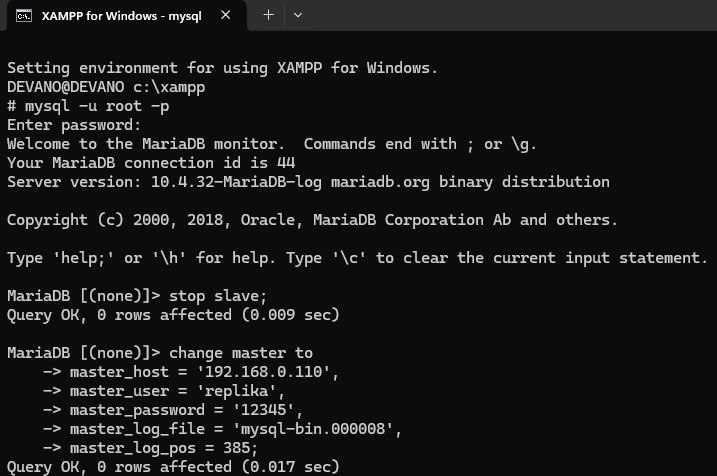 XAMPP for Windows - mysql
Setting environment for using XAMPP for Windows.
DEVANO@DEVANO c:\xampp
# mysql -u root -p
Enter password:
Welcome to the MariaDB monitor.  Commands end with ; or \g.
Your MariaDB connection id is 44
Server version: 10.4.32-MariaDB-log mariadb.org binary distribution
Copyright (c) 2000, 2018, Oracle, MariaDB Corporation Ab and others.
Type 'help;' or '\h' for help. Type '\c' to clear the current input statement.
MariaDB [(none)]> stop slave;
Query OK, 0 rows affected (0.009 sec)
MariaDB [(none)]> change master to
    -> master_host = '192.168.0.110',
    -> master_user = 'replika',
    -> master_password = '12345',
    -> master_log_file = 'mysql-bin.000008',
    -> master_log_pos = 385;
Query OK, 0 rows affected (0.017 sec)